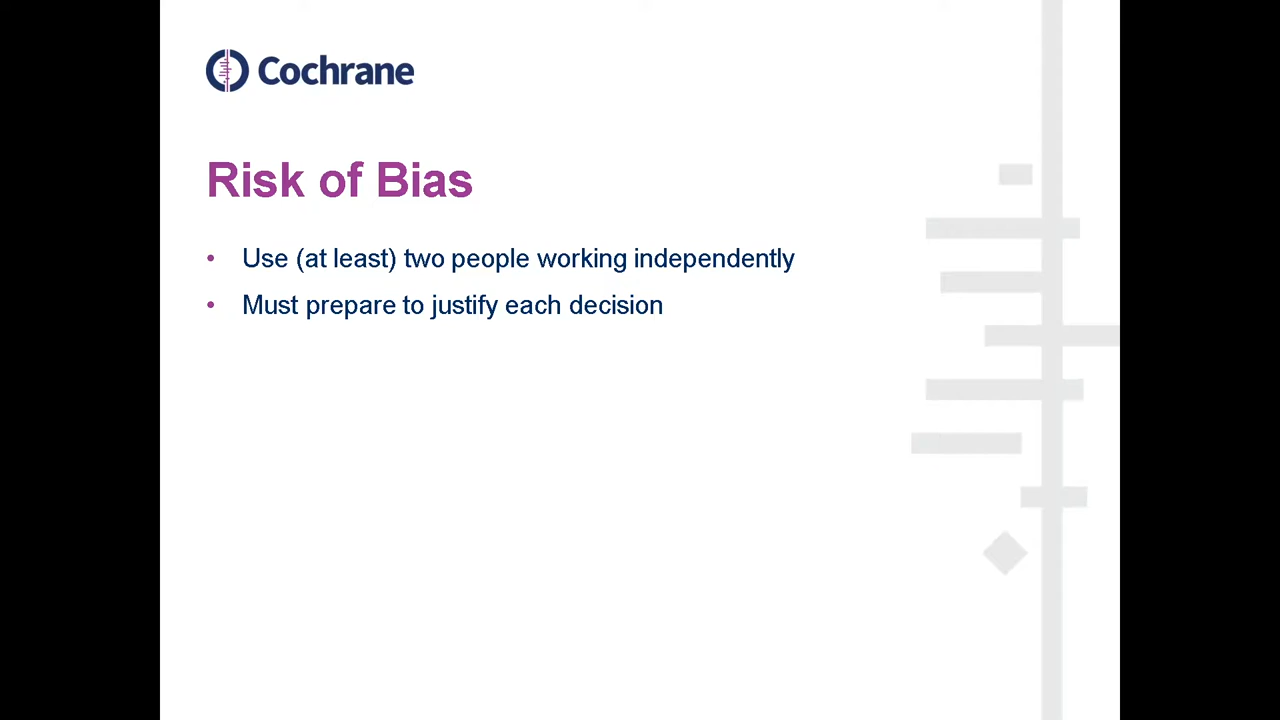 Cochrane
Risk of Bias
• Use (at least) two people working independently
• Must prepare to justify each decision